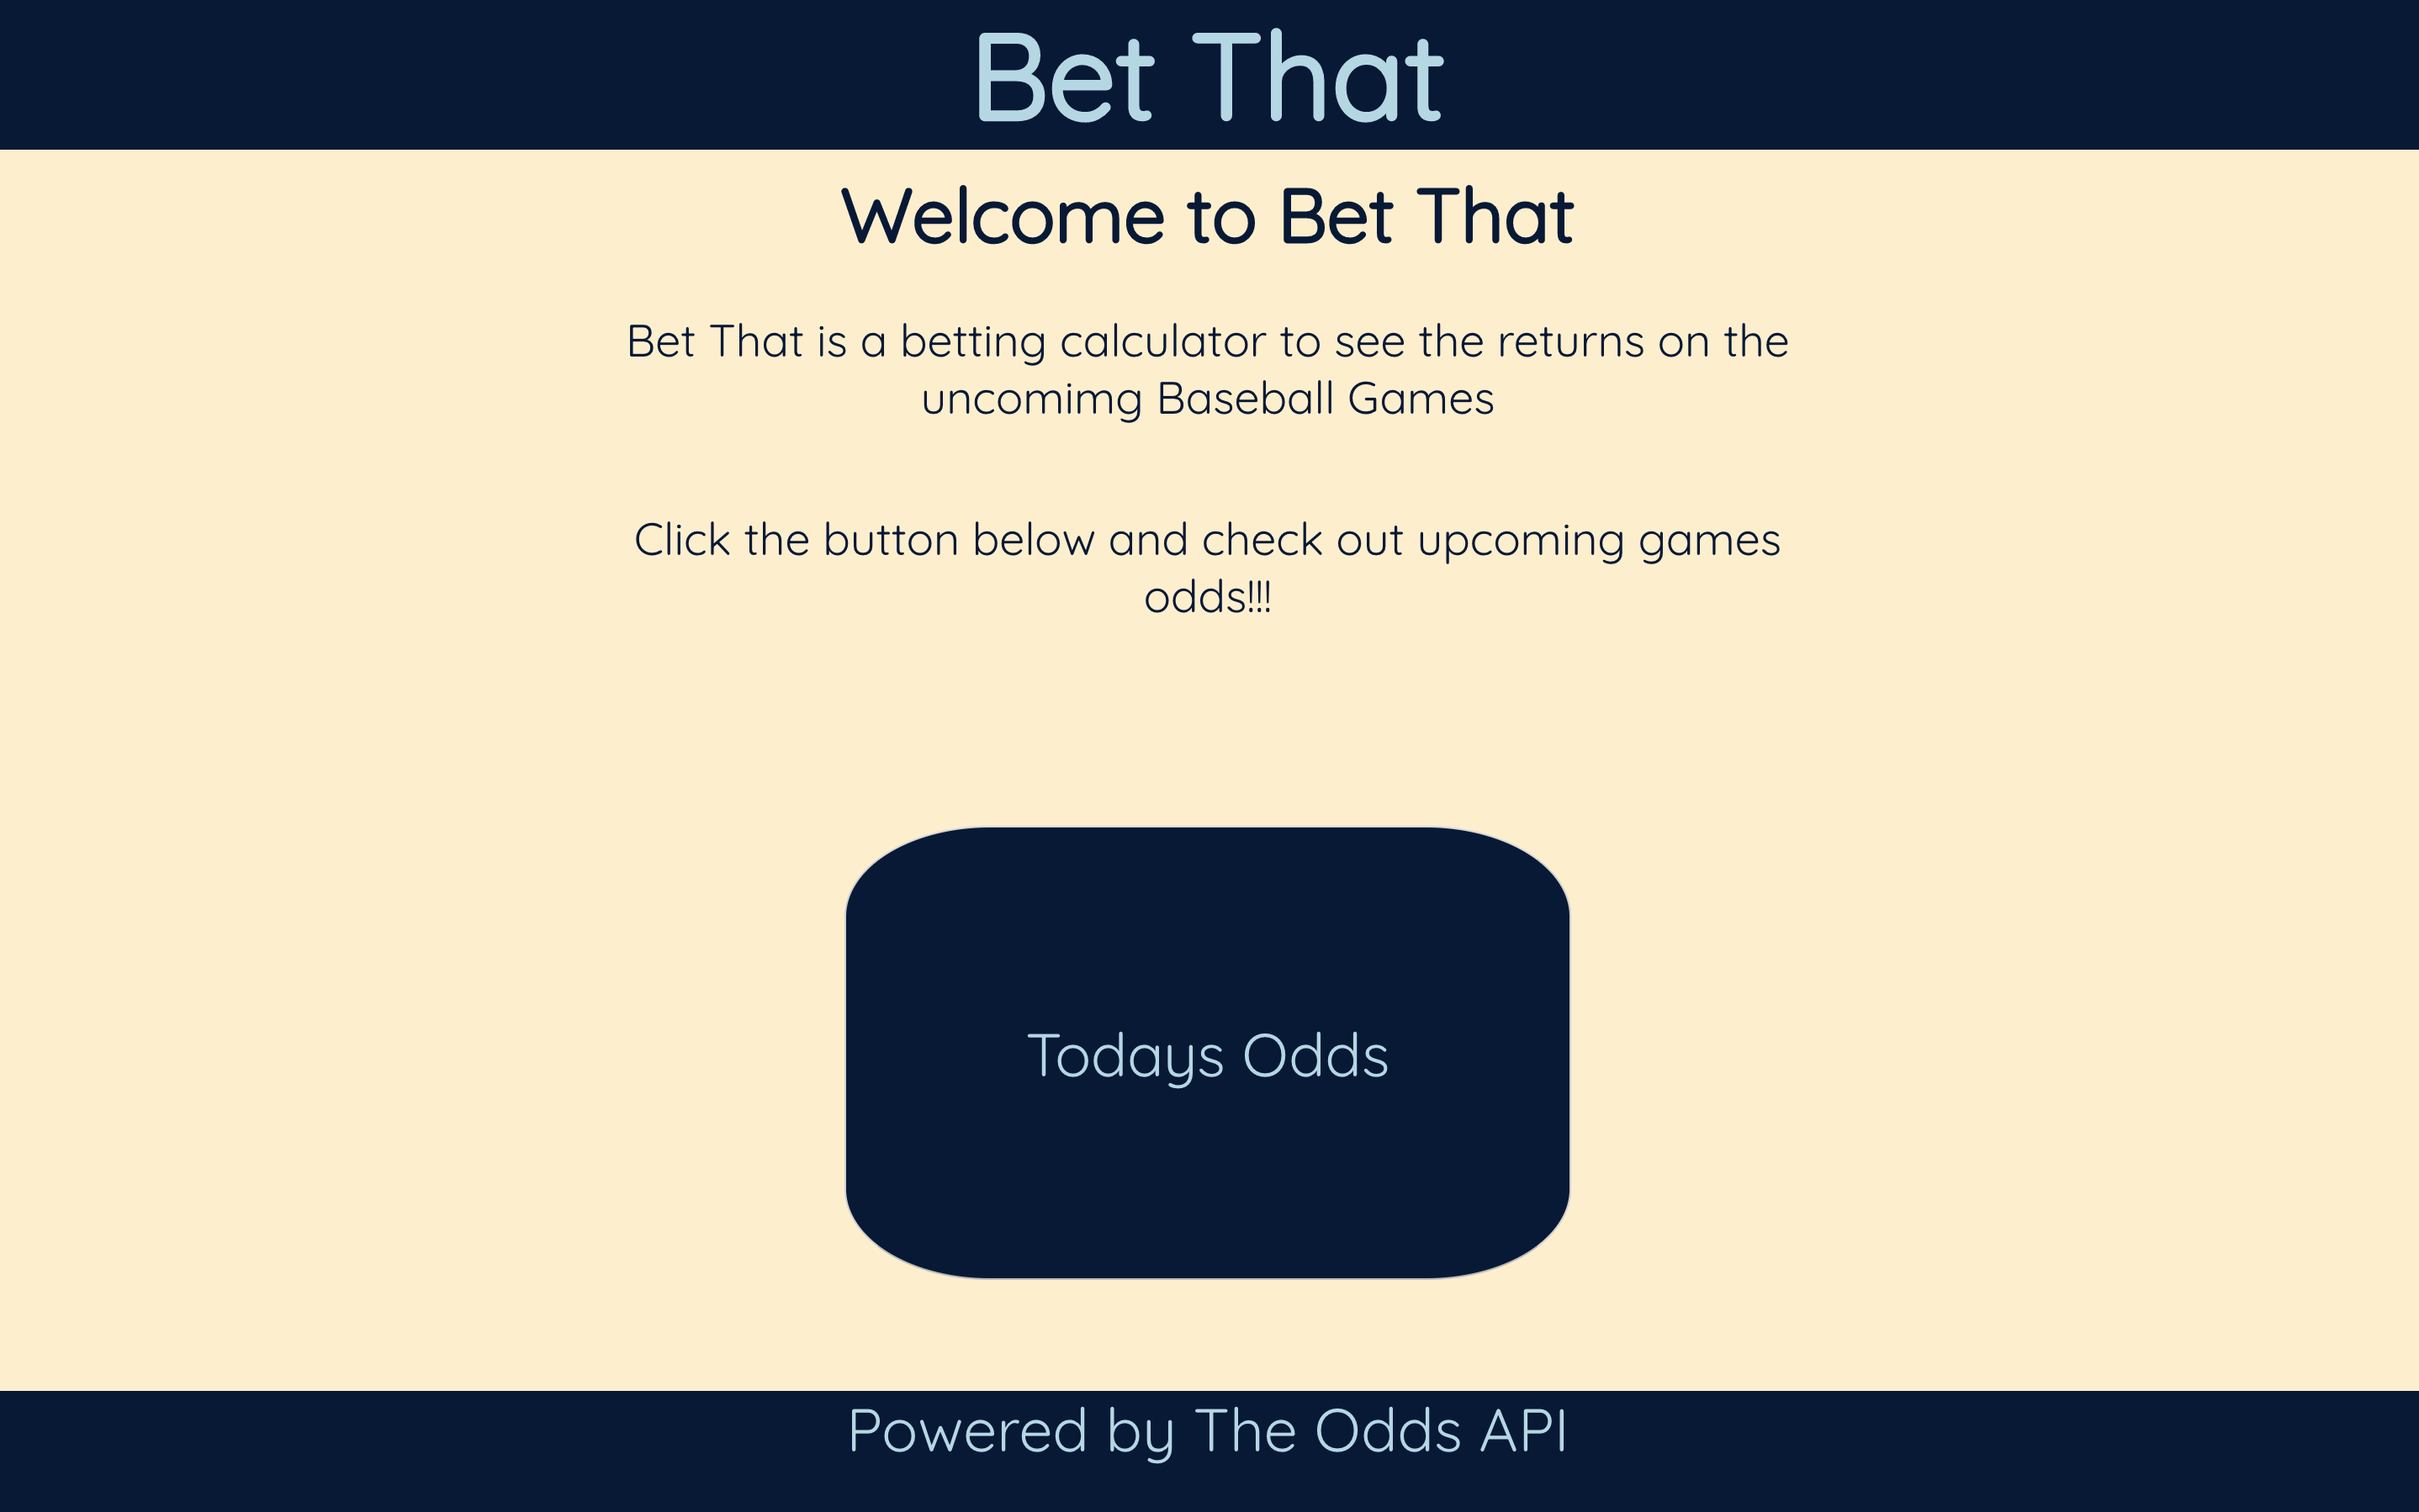 Bet That
Welcome to Bet That
Bet That is a betting calculator to see the returns on the
uncomimg Baseball Games
Click the button below and check out upcoming games
odds!!!
Todays Odds
Powered by The Odds API